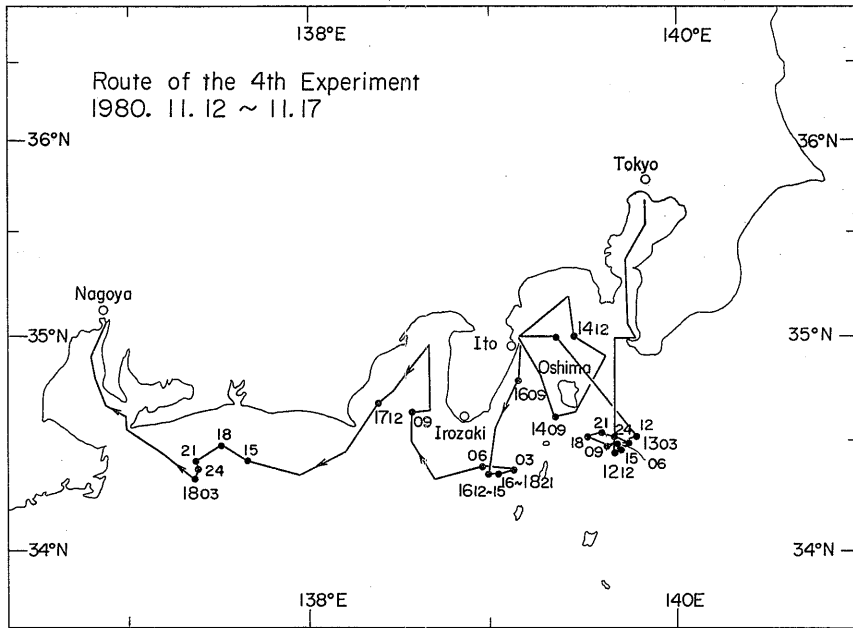 138°E
140°E
Route of the 4th Experiment
1980. 11. 12 ~ 11. 17
36°N
36°N
Tokyo
Nagoya
35°N
35°N
Ito
1412
Oshima
1609
1712
09
Irozaki
1409
21
18
15
24
1803
06
03
1612~15
16~1821
18
21
24
12
1303
09
15
06
1212
34°N
34°N
138°E
140°E